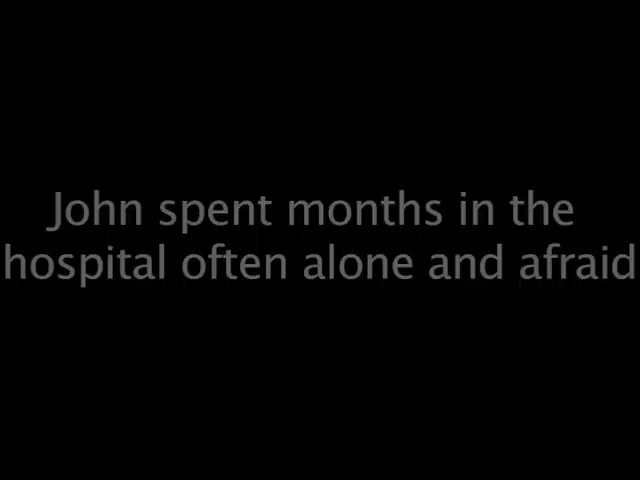 John spent months in the
hospital often alone and afraid